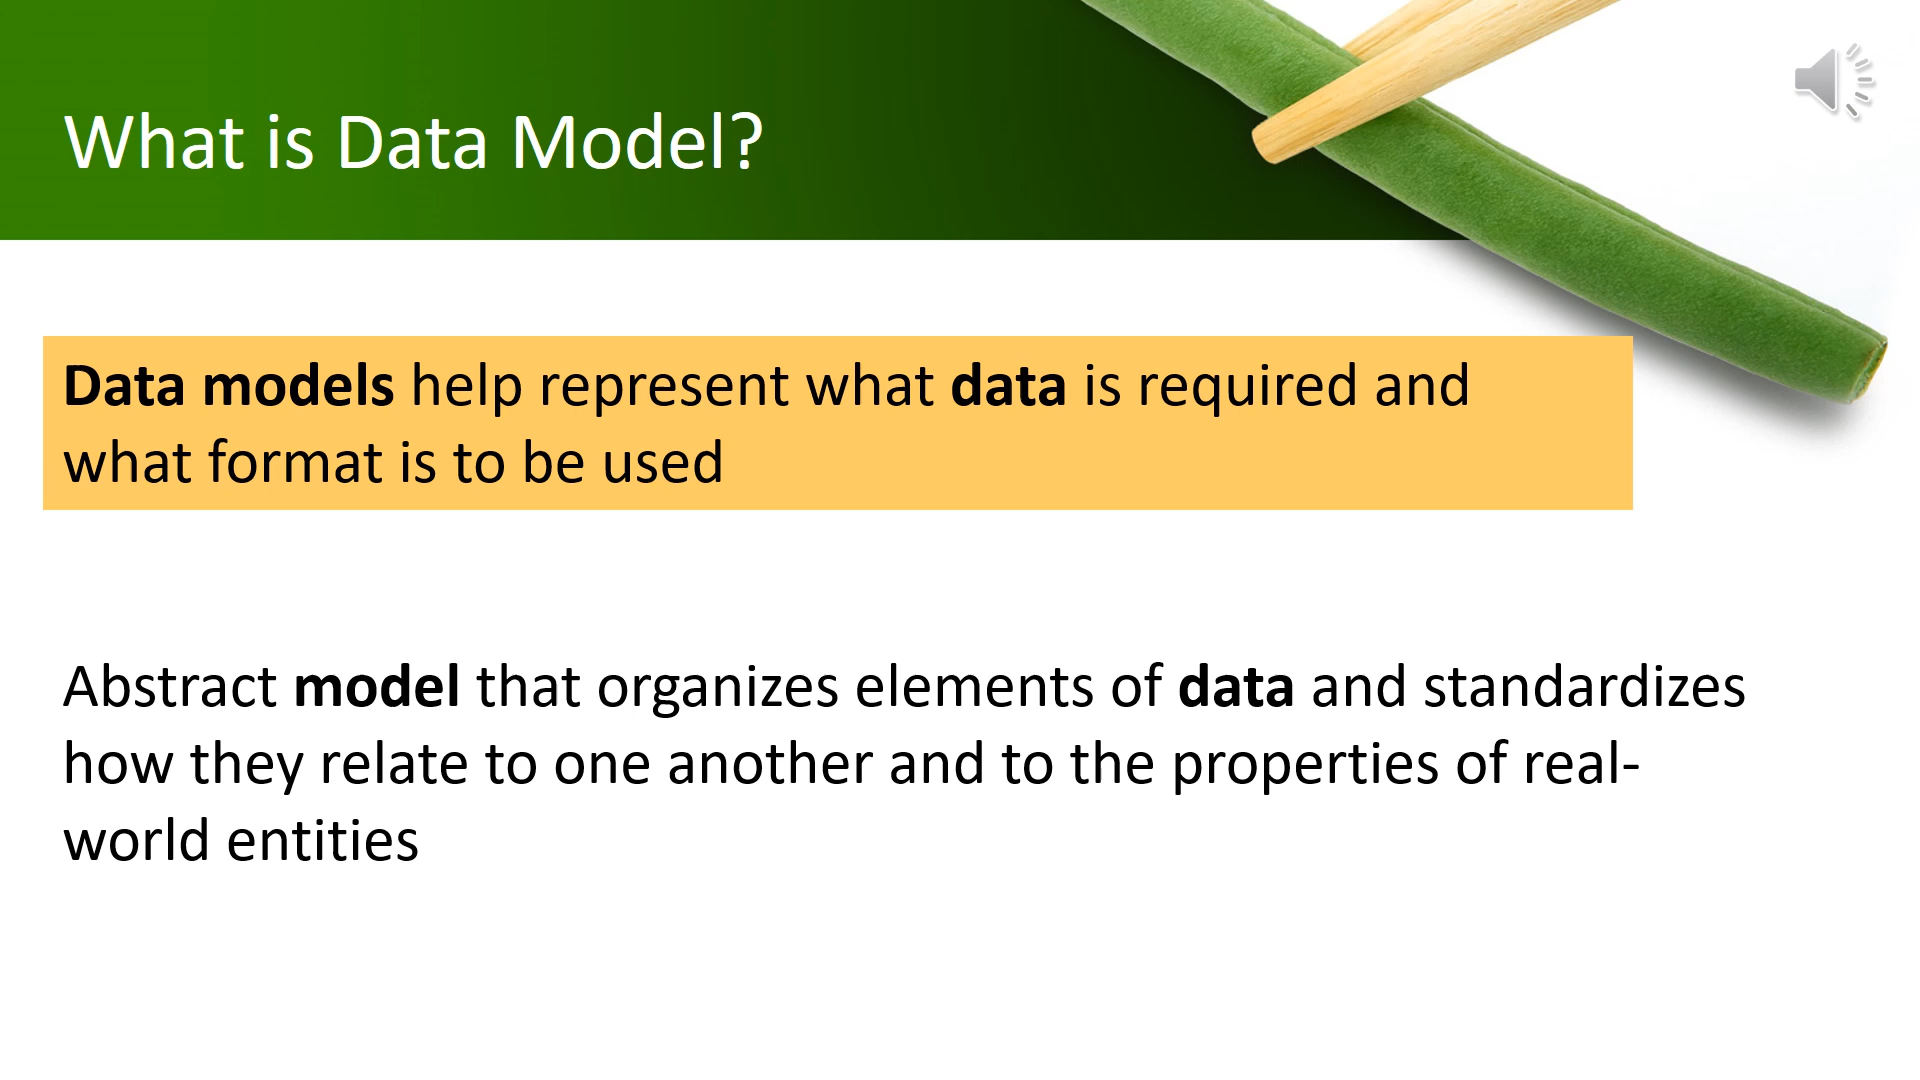 What is Data Model?
Data models help represent what data is required and
what format is to be used
Abstract model that organizes elements of data and standardizes
how they relate to one another and to the properties of real-
world entities